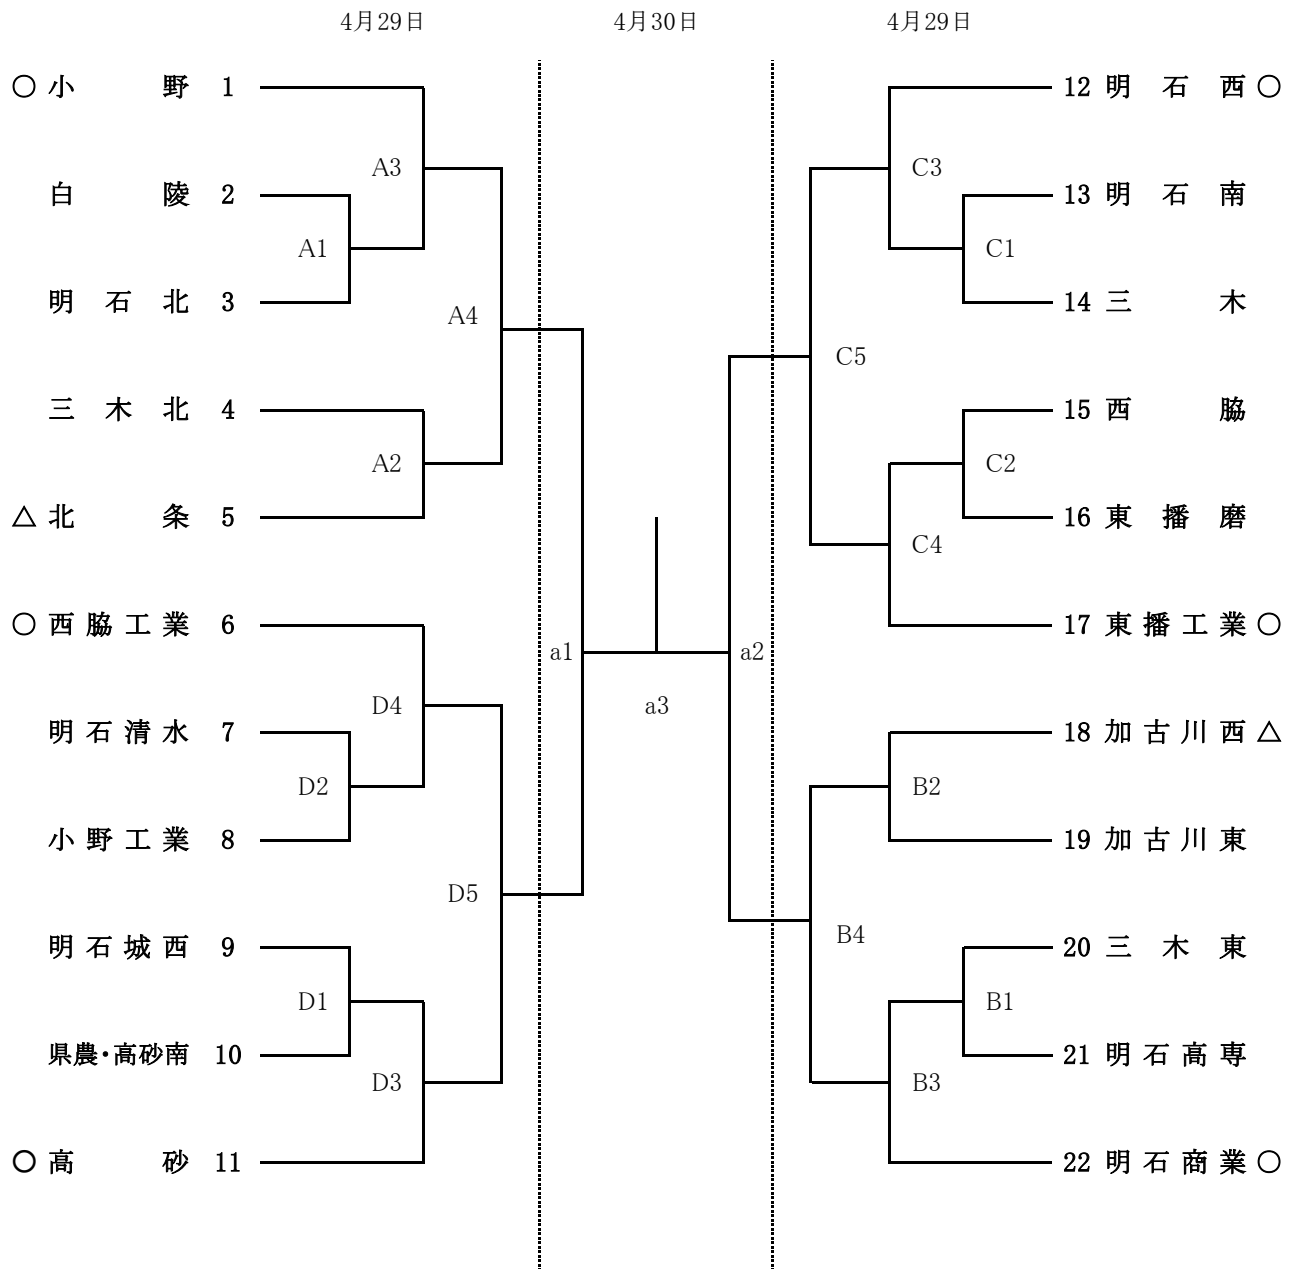 4月29日 4月30日 4月29日
○ 小野 1
12 明石西 ○
A3
C3
白陵 2
13 明石南
A1
C1
明石北 3
14 三木
A4
C5
三木北 4
15 西脇
A2
C2
△ 北条 5
16 東播磨
C4
○ 西脇工業 6
17 東播工業 ○
a1 a2
a3
D4
明石清水 7
18 加古川西 △
D2
B2
小野工業 8
19 加古川東
D5
B4
明石城西 9
20 三木東
D1
B1
県農・高砂南 10
21 明石高専
D3
B3
○ 高砂 11
22 明石商業 ○